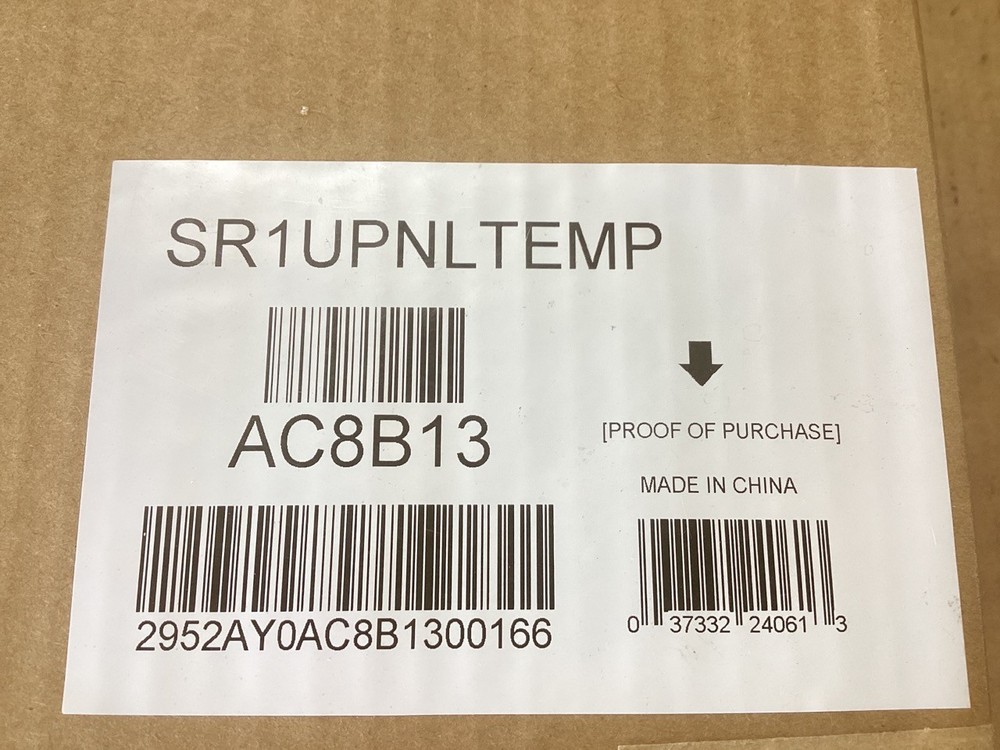 SR1UPNLTEMP
AC8B13
[PROOF OF PURCHASE]
MADE IN CHINA
2952AY0AC8B1300166
0 37332 24061 3